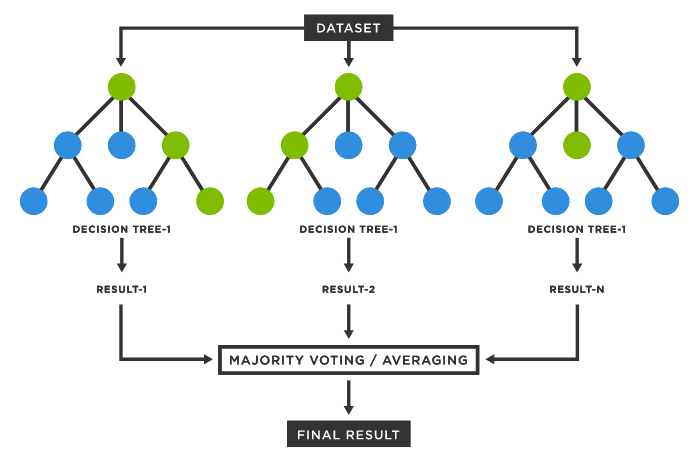 DATASET
DECISION TREE-1
DECISION TREE-1
DECISION TREE-1
RESULT-1
RESULT-2
RESULT-N
MAJORITY VOTING / AVERAGING
FINAL RESULT